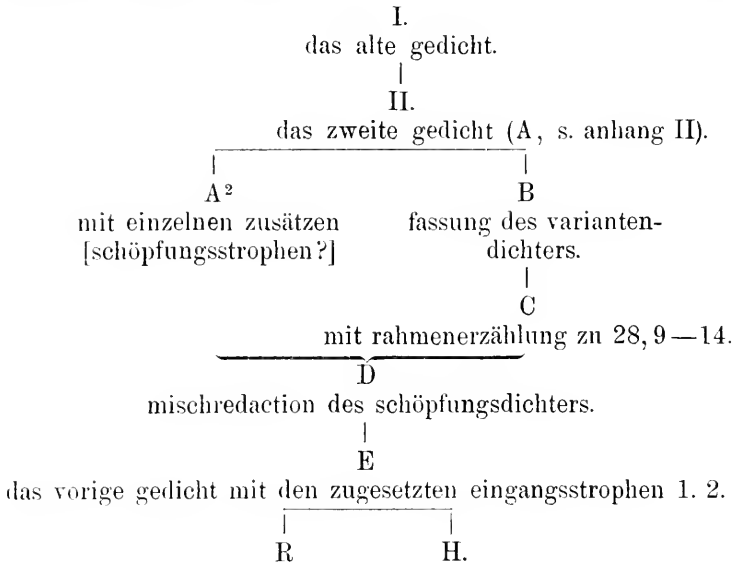 I.
das alte gedicht.
II.
das zweite gedicht (A, s. anhang II).
A² B
mit einzelnen zusätzen fassung des varianten-
[schöpfungsstrophen?] dichters.
C
mit rahmenerzählung zu 28, 9—14.
D
mischredaction des schöpfungsdichters.
E
das vorige gedicht mit den zugesetzten eingangsstrophen 1. 2.
R H.